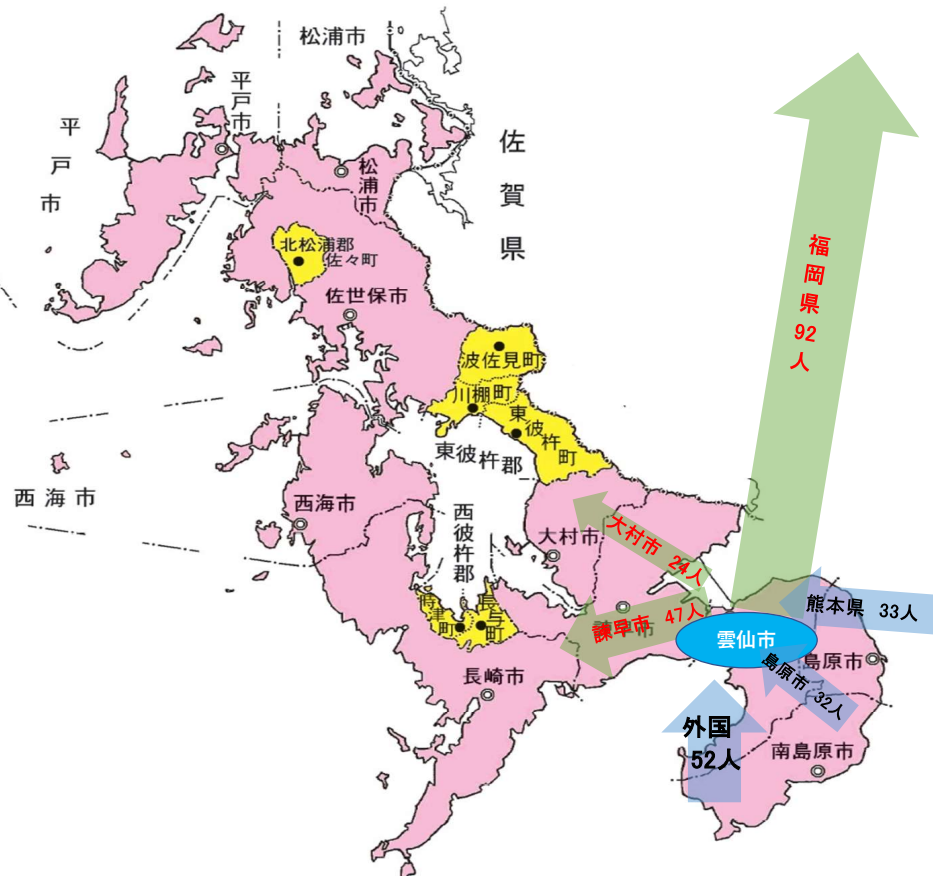 松浦市
平戸市
平戸市
佐賀県
松浦市
北松浦郡
佐々町
佐世保市
福岡県92人
波佐見町
川棚町
東彼杵町
東彼杵郡
西海市
西海市
西彼杵郡
大村市 24人
大村市
時津町
長与町
諫早市 47人
諫早市
熊本県 33人
雲仙市
島原市
島原市 32人
長崎市
外国
52人
南島原市